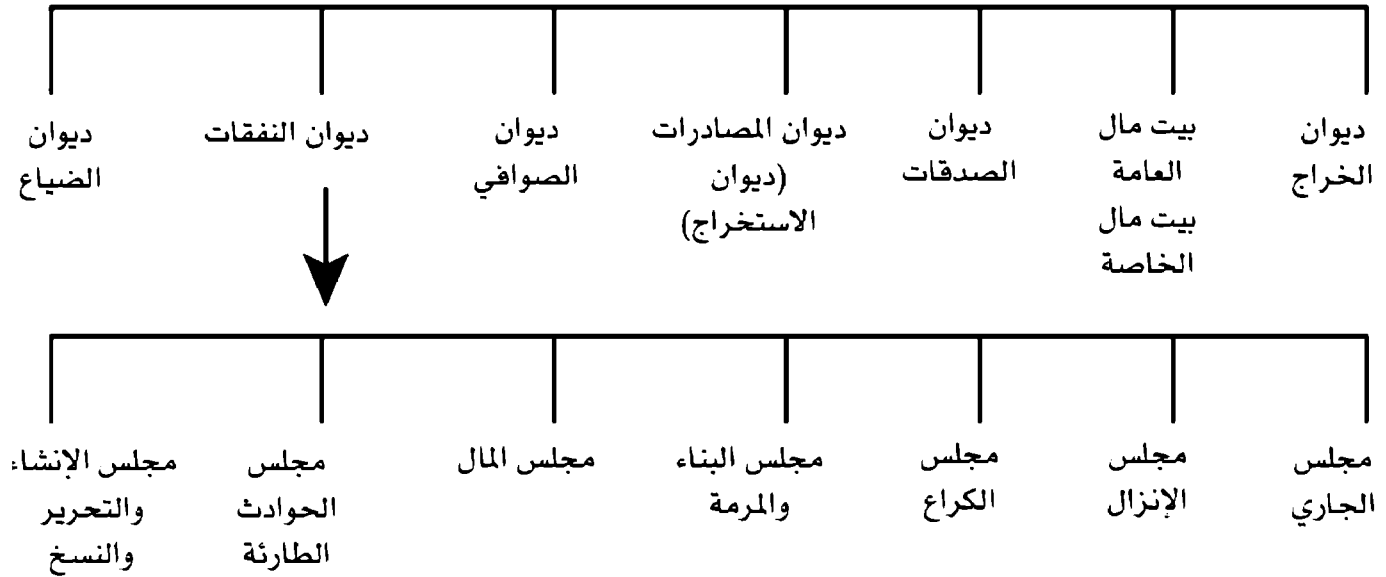 ديوان
الخراج
بيت مال
العامة
بيت مال
الخاصة
ديوان
الصدقات
ديوان المصادرات
(ديوان
الاستخراج)
ديوان
الصوافي
ديوان النفقات
ديوان
الضياع
مجلس
الجاري
مجلس
الإنزال
مجلس
الكراع
مجلس البناء
والمرمة
مجلس المال
مجلس
الحوادث
الطارئة
مجلس الإنشاء
والتحرير
والنسخ